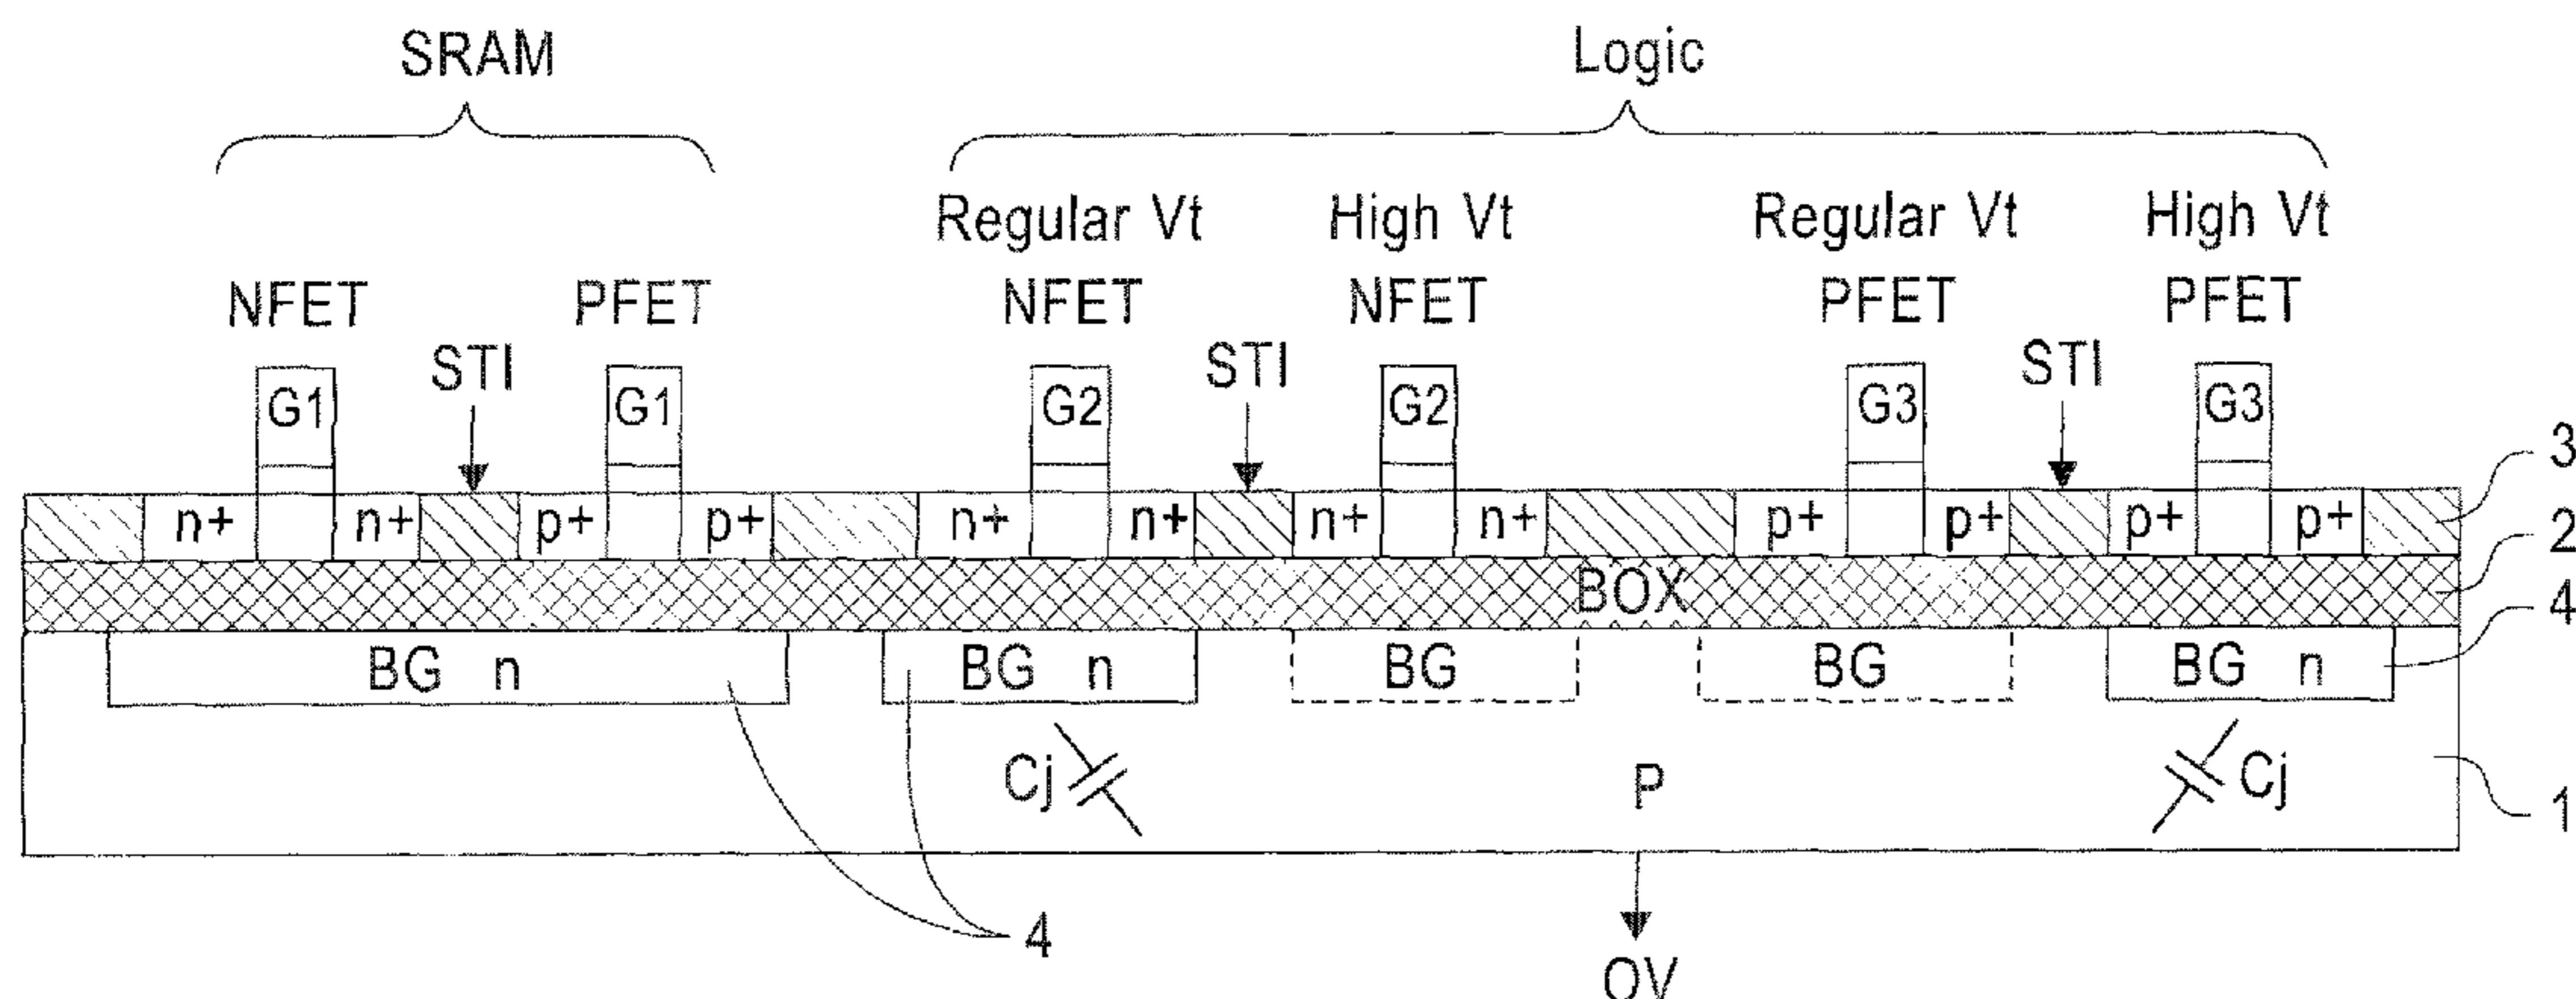 SRAM
Logic
Regular Vt High Vt Regular Vt High Vt
NFET PFET NFET NFET PFET PFET
STI STI STI
G1 G1 G2 G2 G3 G3
3
n+ n+ p+ p+ n+ n+ n+ n+ p+ p+ p+ p+
2
BOX
4
BG n BG n BG BG BG n
Cj P Cj
1
4
OV